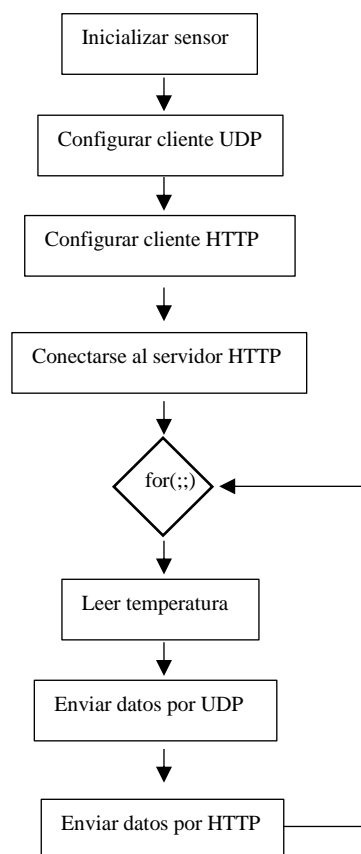 Inicializar sensor
Configurar cliente UDP
Configurar cliente HTTP
Conectarse al servidor HTTP
for(;;)
Leer temperatura
Enviar datos por UDP
Enviar datos por HTTP